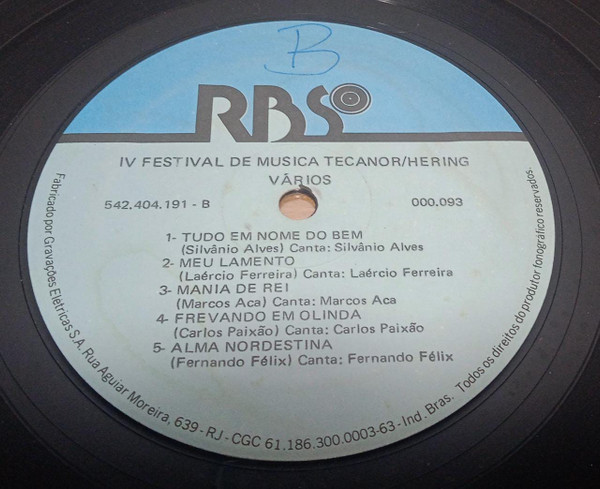 B
RBS
IV FESTIVAL DE MUSICA TECANOR/HERING
VÁRIOS
542.404.191 - B
000.093
1- TUDO EM NOME DO BEM
(Silvânio Alves) Canta: Silvânio Alves
2- MEU LAMENTO
(Laércio Ferreira) Canta: Laércio Ferreira
3- MANIA DE REI
(Marcos Aca) Canta: Marcos Aca
4- FREVANDO EM OLINDA
(Carlos Paixão) Canta: Carlos Paixão
5- ALMA NORDESTINA
(Fernando Félix) Canta: Fernando Félix
Fabricado por Gravações Elétricas S.A. Rua Aguiar Moreira, 639 - RJ - CGC 61.186.300.0003-63 - Ind. Bras. Todos os direitos do produtor fonográfico reservados.